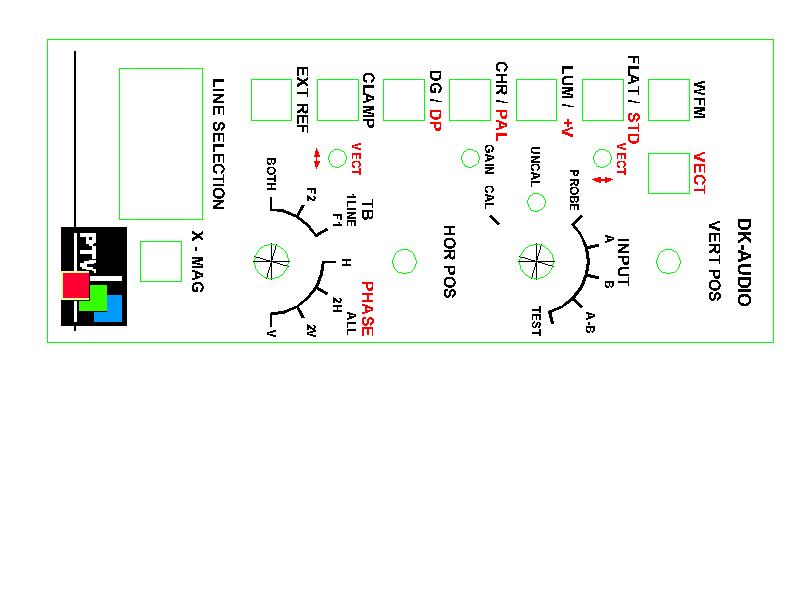 DK-AUDIO
VERT POS
WFM
VECT
FLAT / STD
VECT
INPUT
PROBE
A
B
A-B
TEST
LUM / +V
UNCAL
CHR / PAL
GAIN CAL
HOR POS
DG / DP
CLAMP
VECT
TB
PHASE
1LINE
ALL
BOTH
F2
F1
H
2H
2V
V
EXT REF
LINE SELECTION
X - MAG
PTV